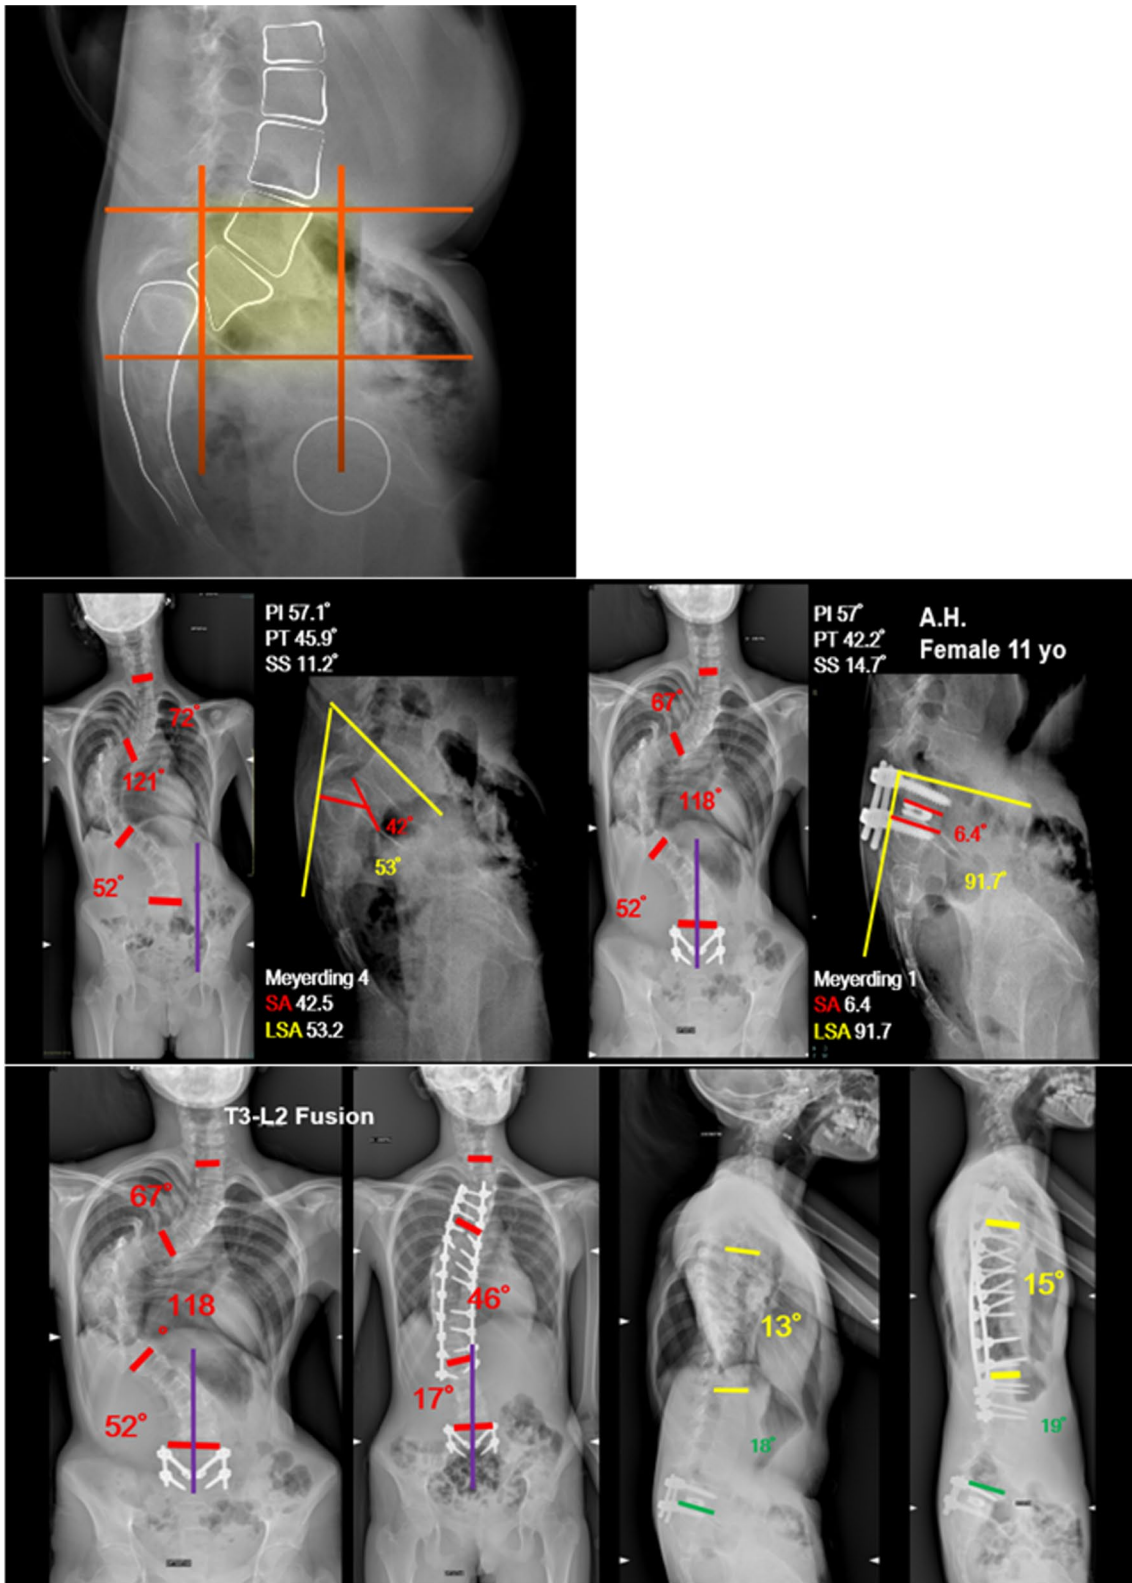 PI 57.1°
PT 45.9°
SS 11.2°
72°
121°
52°
42°
53°
Meyerding 4
SA 42.5
LSA 53.2
67°
118°
52°
PI 57°
PT 42.2°
SS 14.7°
A.H.
Female 11 yo
6.4°
91.7°
Meyerding 1
SA 6.4
LSA 91.7
T3-L2 Fusion
67°
118°
52°
46°
17°
13°
18°
15°
19°